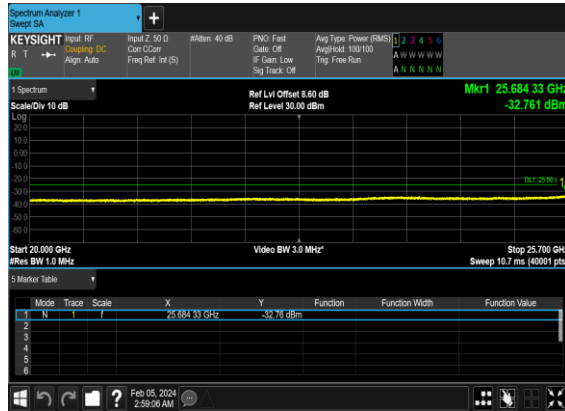 Spectrum Analyzer 1
Swept SA
+
KEYSIGHT Input: RF Input Z: 50 Ω #Atten: 40 dB PNO: Fast Avg Type: Power (RMS) 1 2 3 4 5 6
R T Coupling: DC Corr CCorr Gate: Off Avg|Hold: 100/100 A W W W W W
Align: Auto Freq Ref: Int (S) IF Gain: Low Trig: Free Run
LW Sig Track: Off A N N N N N
1 Spectrum Ref Lvl Offset 8.60 dB Mkr1 25.684 33 GHz
Scale/Div 10 dB Ref Level 30.00 dBm -32.761 dBm
Log
20.0
10.0
0.00
-10.0
-20.0
DL1 -25.00 1
-30.0
-40.0
-50.0
-60.0
Start 20.000 GHz Video BW 3.0 MHz* Stop 25.700 GHz
#Res BW 1.0 MHz Sweep 10.7 ms (40001 pts
5 Marker Table
Mode Trace Scale X Y Function Function Width Function Value
1 N 1 f 25.684 33 GHz -32.76 dBm
2
3
4
5
6
? Feb 05, 2024
2:59:06 AM